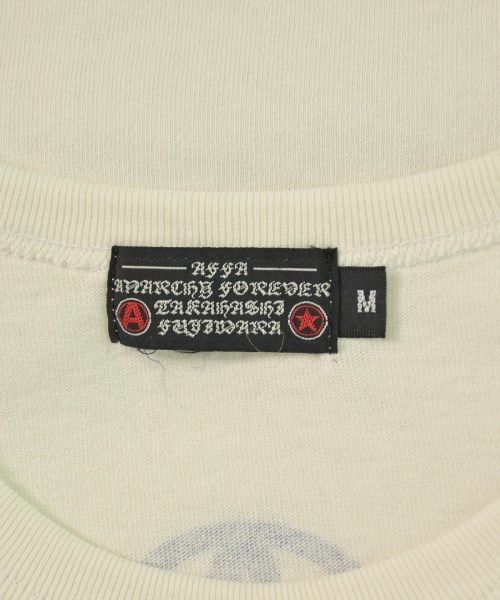 AFFA
ANARCHY FOREVER
TAKAHASHI
A
FUJIWARA
M